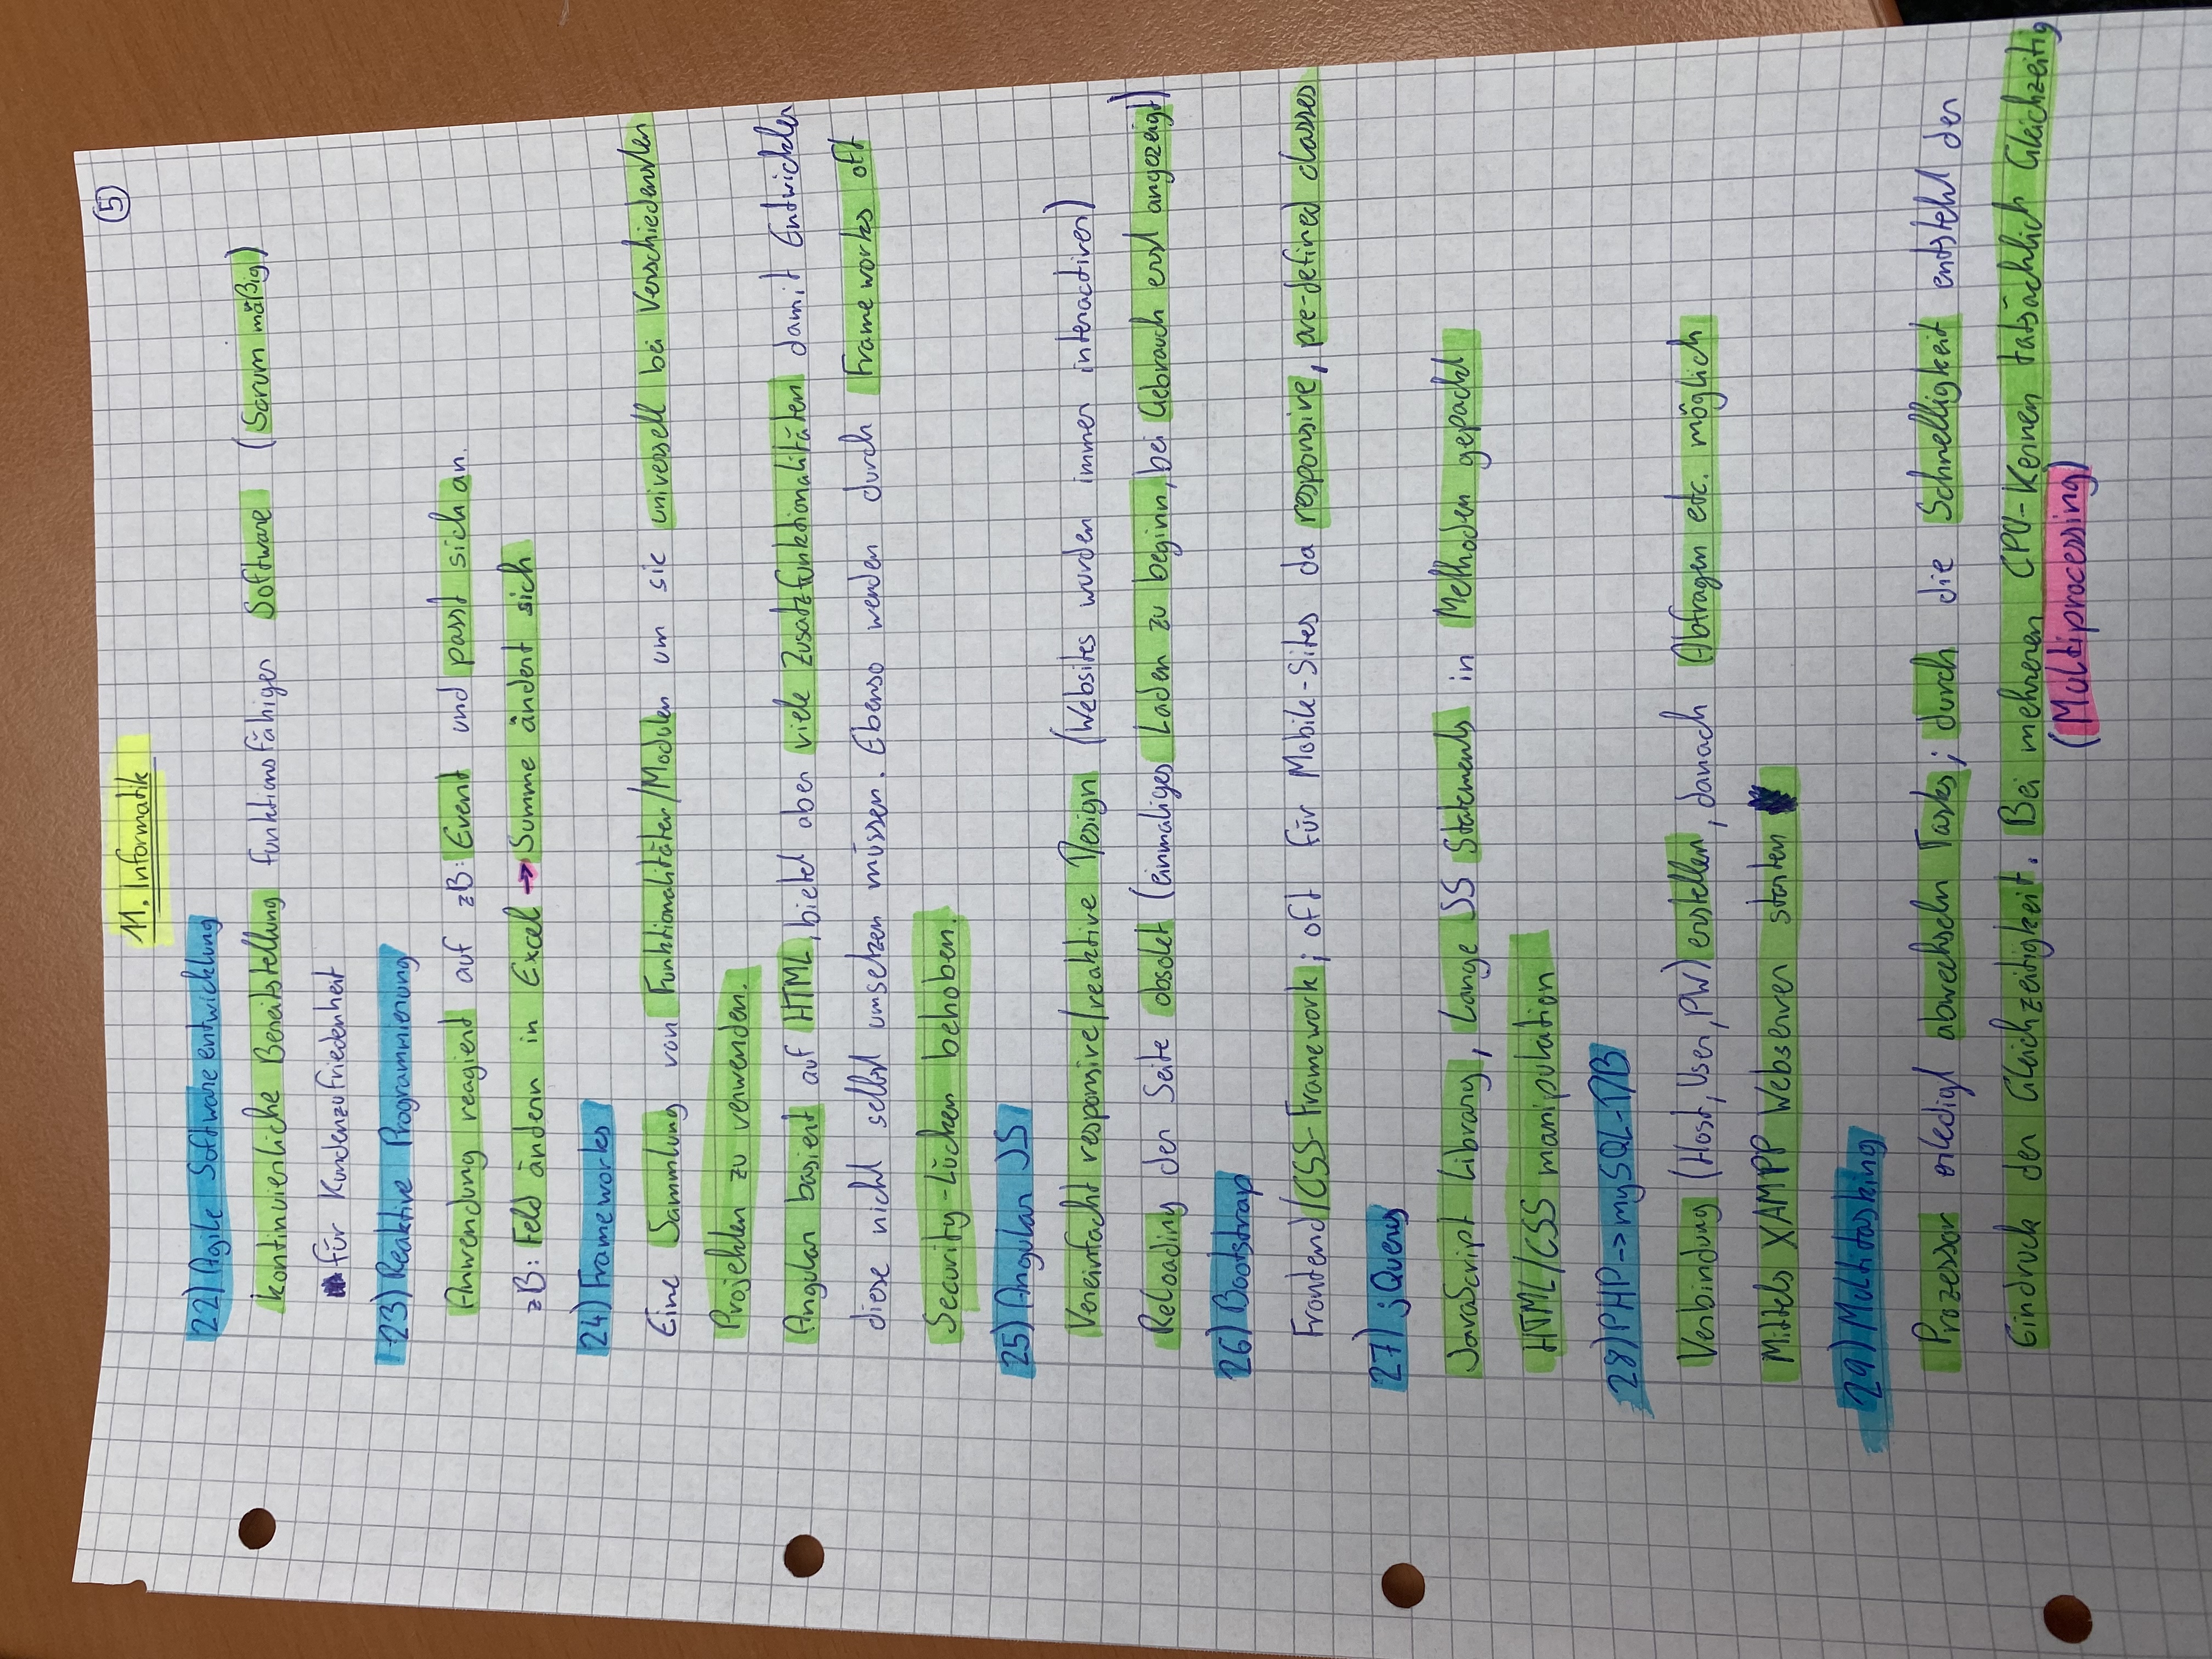 5
11. Informatik
22) Agile Softwareentwicklung
kontinuierliche Bereitstellung funktionsfähiger Software (Scrum mäßig)
für Kundenzufriedenheit
23) Reaktive Programmierung
Anwendung reagiert auf zB: Event und passt sich an.
zB: Feld ändern in Excel → Summe ändert sich
24) Frameworks
Eine Sammlung von Funktionalitäten/Modulen um sie universell bei Verschiedensten
Projekten zu verwenden.
Angular basiert auf HTML, bietet aber viele Zusatzfunktionalitäten damit Entwickler
diese nicht selbst umsetzen müssen. Ebenso werden durch Frameworks oft
Security-Lücken behoben.
25) Angular JS
Vereinfacht responsive/reaktive Design (Websites wurden immer interactiver)
Reloading der Seite obsolet (einmaliges Laden zu beginn, bei Gebrauch erst angezeigt)
26) Bootstrap
Frontend/CSS-Framework; oft für Mobile-Sites da responsive, pre-defined classes
27) jQuery
JavaScript Library, Lange JS Statements in Methoden gepackt
HTML/CSS manipulation
28) PHP -> mySQL-DB
Verbindung (Host, User, PW) erstellen, danach Abfragen etc. möglich
Mittels XAMPP Webserver starten
29) Multitasking
Prozessor erledigt abwechseln Tasks; durch die Schnelligkeit entsteht der
Eindruck der Gleichzeitigkeit. Bei mehreren CPU-Kernen tatsächlich Gleichzeitig
(Multiprocessing)